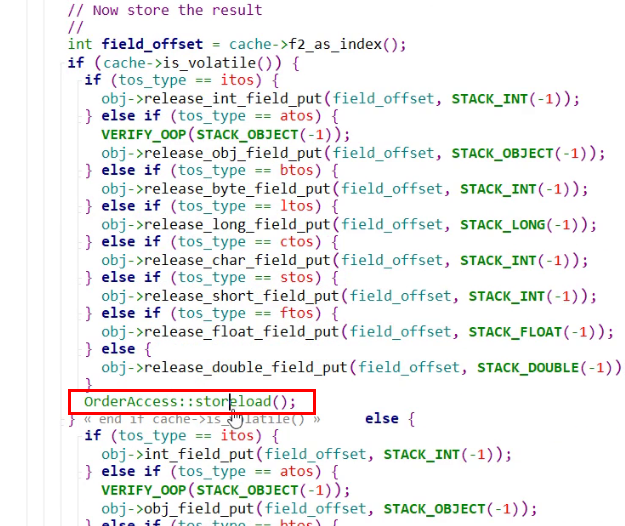 // Now store the result
//
int field_offset = cache->f2_as_index();
if (cache->is_volatile()) {
if (tos_type == itos) {
obj->release_int_field_put(field_offset, STACK_INT(-1));
} else if (tos_type == atos) {
VERIFY_OOP(STACK_OBJECT(-1));
obj->release_obj_field_put(field_offset, STACK_OBJECT(-1));
} else if (tos_type == btos) {
obj->release_byte_field_put(field_offset, STACK_INT(-1));
} else if (tos_type == ltos) {
obj->release_long_field_put(field_offset, STACK_LONG(-1));
} else if (tos_type == ctos) {
obj->release_char_field_put(field_offset, STACK_INT(-1));
} else if (tos_type == stos) {
obj->release_short_field_put(field_offset, STACK_INT(-1));
} else if (tos_type == ftos) {
obj->release_float_field_put(field_offset, STACK_FLOAT(-1));
} else {
obj->release_double_field_put(field_offset, STACK_DOUBLE(-1))
}
OrderAccess::storeload();
} « end if cache->is_volatile() » else {
if (tos_type == itos) {
obj->int_field_put(field_offset, STACK_INT(-1));
} else if (tos_type == atos) {
VERIFY_OOP(STACK_OBJECT(-1));
obj->obj_field_put(field_offset, STACK_OBJECT(-1));
} else if (tos_type == btos) {